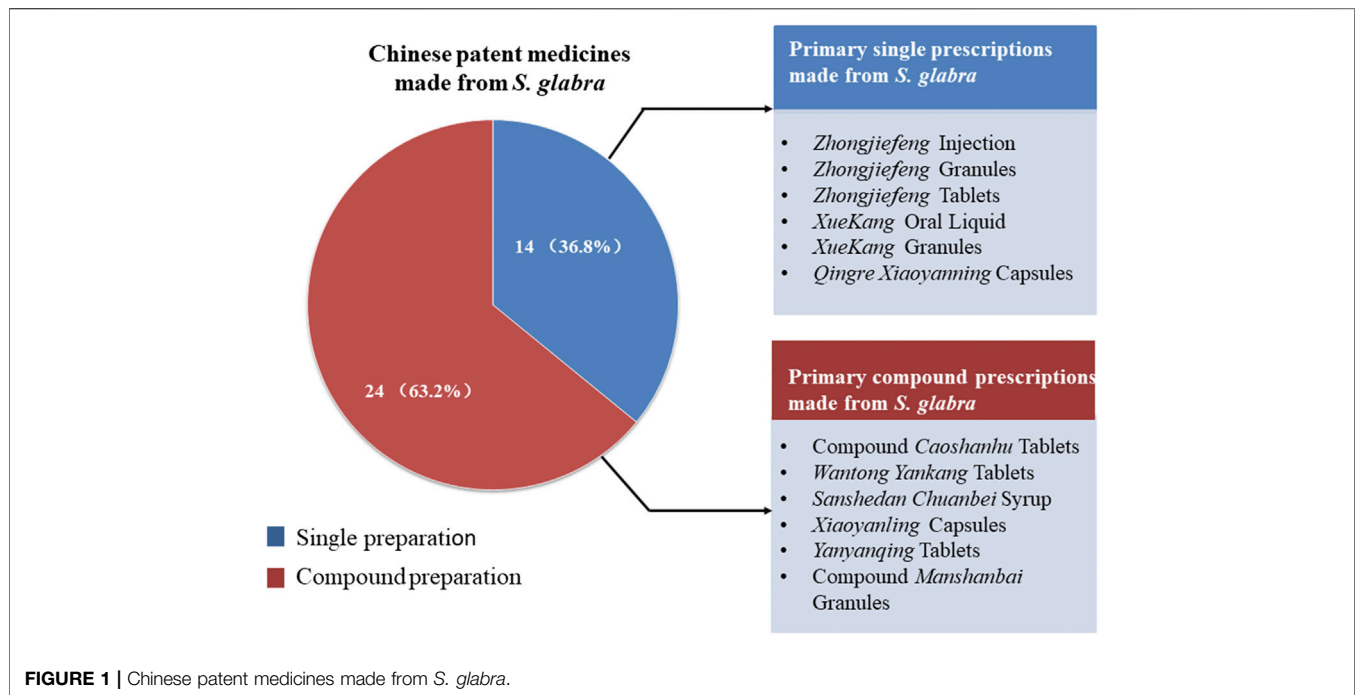 Chinese patent medicines
made from S. glabra
14 （36.8%）
24 （63.2%）
Single preparation
Compound preparation
Primary single prescriptions
made from S. glabra
• Zhongjiefeng Injection
• Zhongjiefeng Granules
• Zhongjiefeng Tablets
• XueKang Oral Liquid
• XueKang Granules
• Qingre Xiaoyanning Capsules
Primary compound prescriptions
made from S. glabra
• Compound Caoshanhu Tablets
• Wantong Yankang Tablets
• Sanshedan Chuanbei Syrup
• Xiaoyanling Capsules
• Yanyanqing Tablets
• Compound Manshanbai
Granules
FIGURE 1 | Chinese patent medicines made from S. glabra.